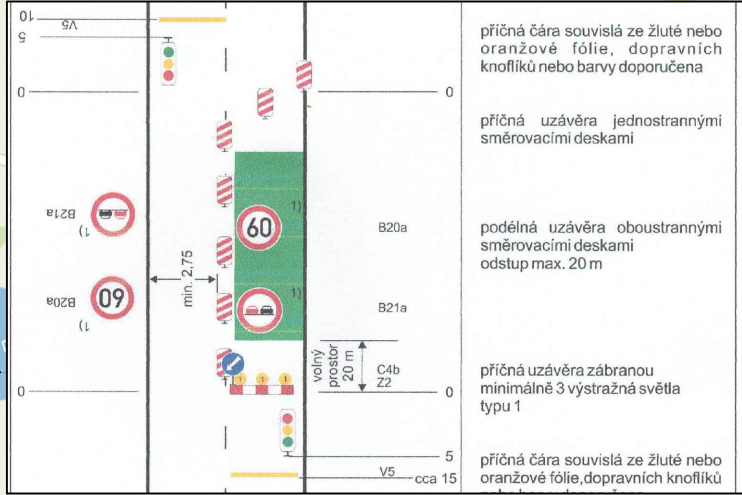 10
V5
5
0
příčná čára souvislá ze žluté nebo
oranžové fólie, dopravních
knoflíků nebo barvy doporučena
0
příčná uzávěra jednostrannými
směrovacími deskami
B21a
1)
1)
60
B20a
podélná uzávěra oboustrannými
směrovacími deskami
odstup max. 20 m
min. 2,75
B20a
60
1)
1)
B21a
volný
prostor
20 m
C4b
Z2
0
0
1 1 1
příčná uzávěra zábranou
minimálně 3 výstražná světla
typu 1
5
V5
cca 15
příčná čára souvislá ze žluté nebo
oranžové fólie,dopravních knoflíků